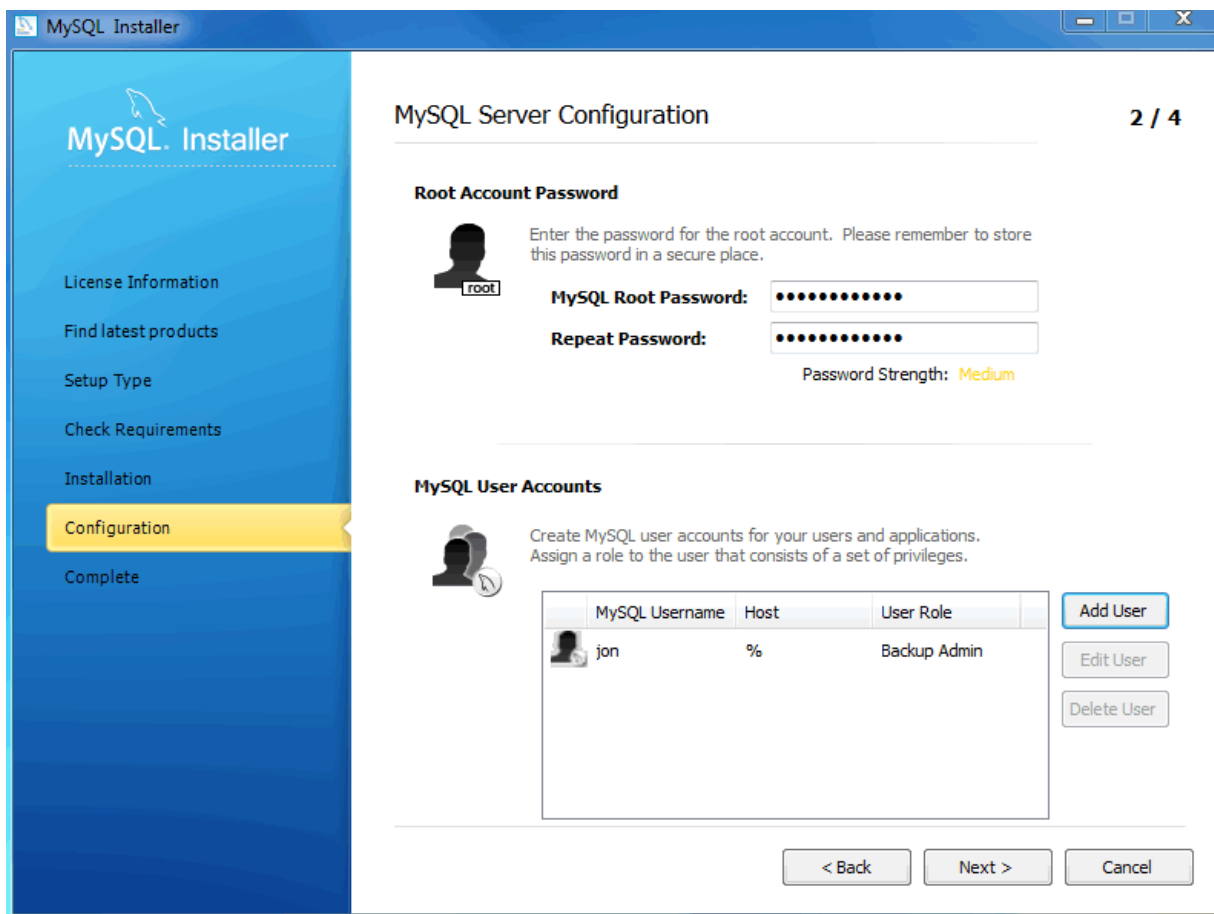 MySQL Installer
MySQL. Installer
License Information
Find latest products
Setup Type
Check Requirements
Installation
Configuration
Complete
MySQL Server Configuration
2 / 4
Root Account Password
Enter the password for the root account. Please remember to store
this password in a secure place.
root
MySQL Root Password: ●●●●●●●●●●●●
Repeat Password: ●●●●●●●●●●●●
Password Strength: Medium
MySQL User Accounts
Create MySQL user accounts for your users and applications.
Assign a role to the user that consists of a set of privileges.
MySQL Username Host User Role
jon % Backup Admin
Add User
Edit User
Delete User
< Back Next > Cancel